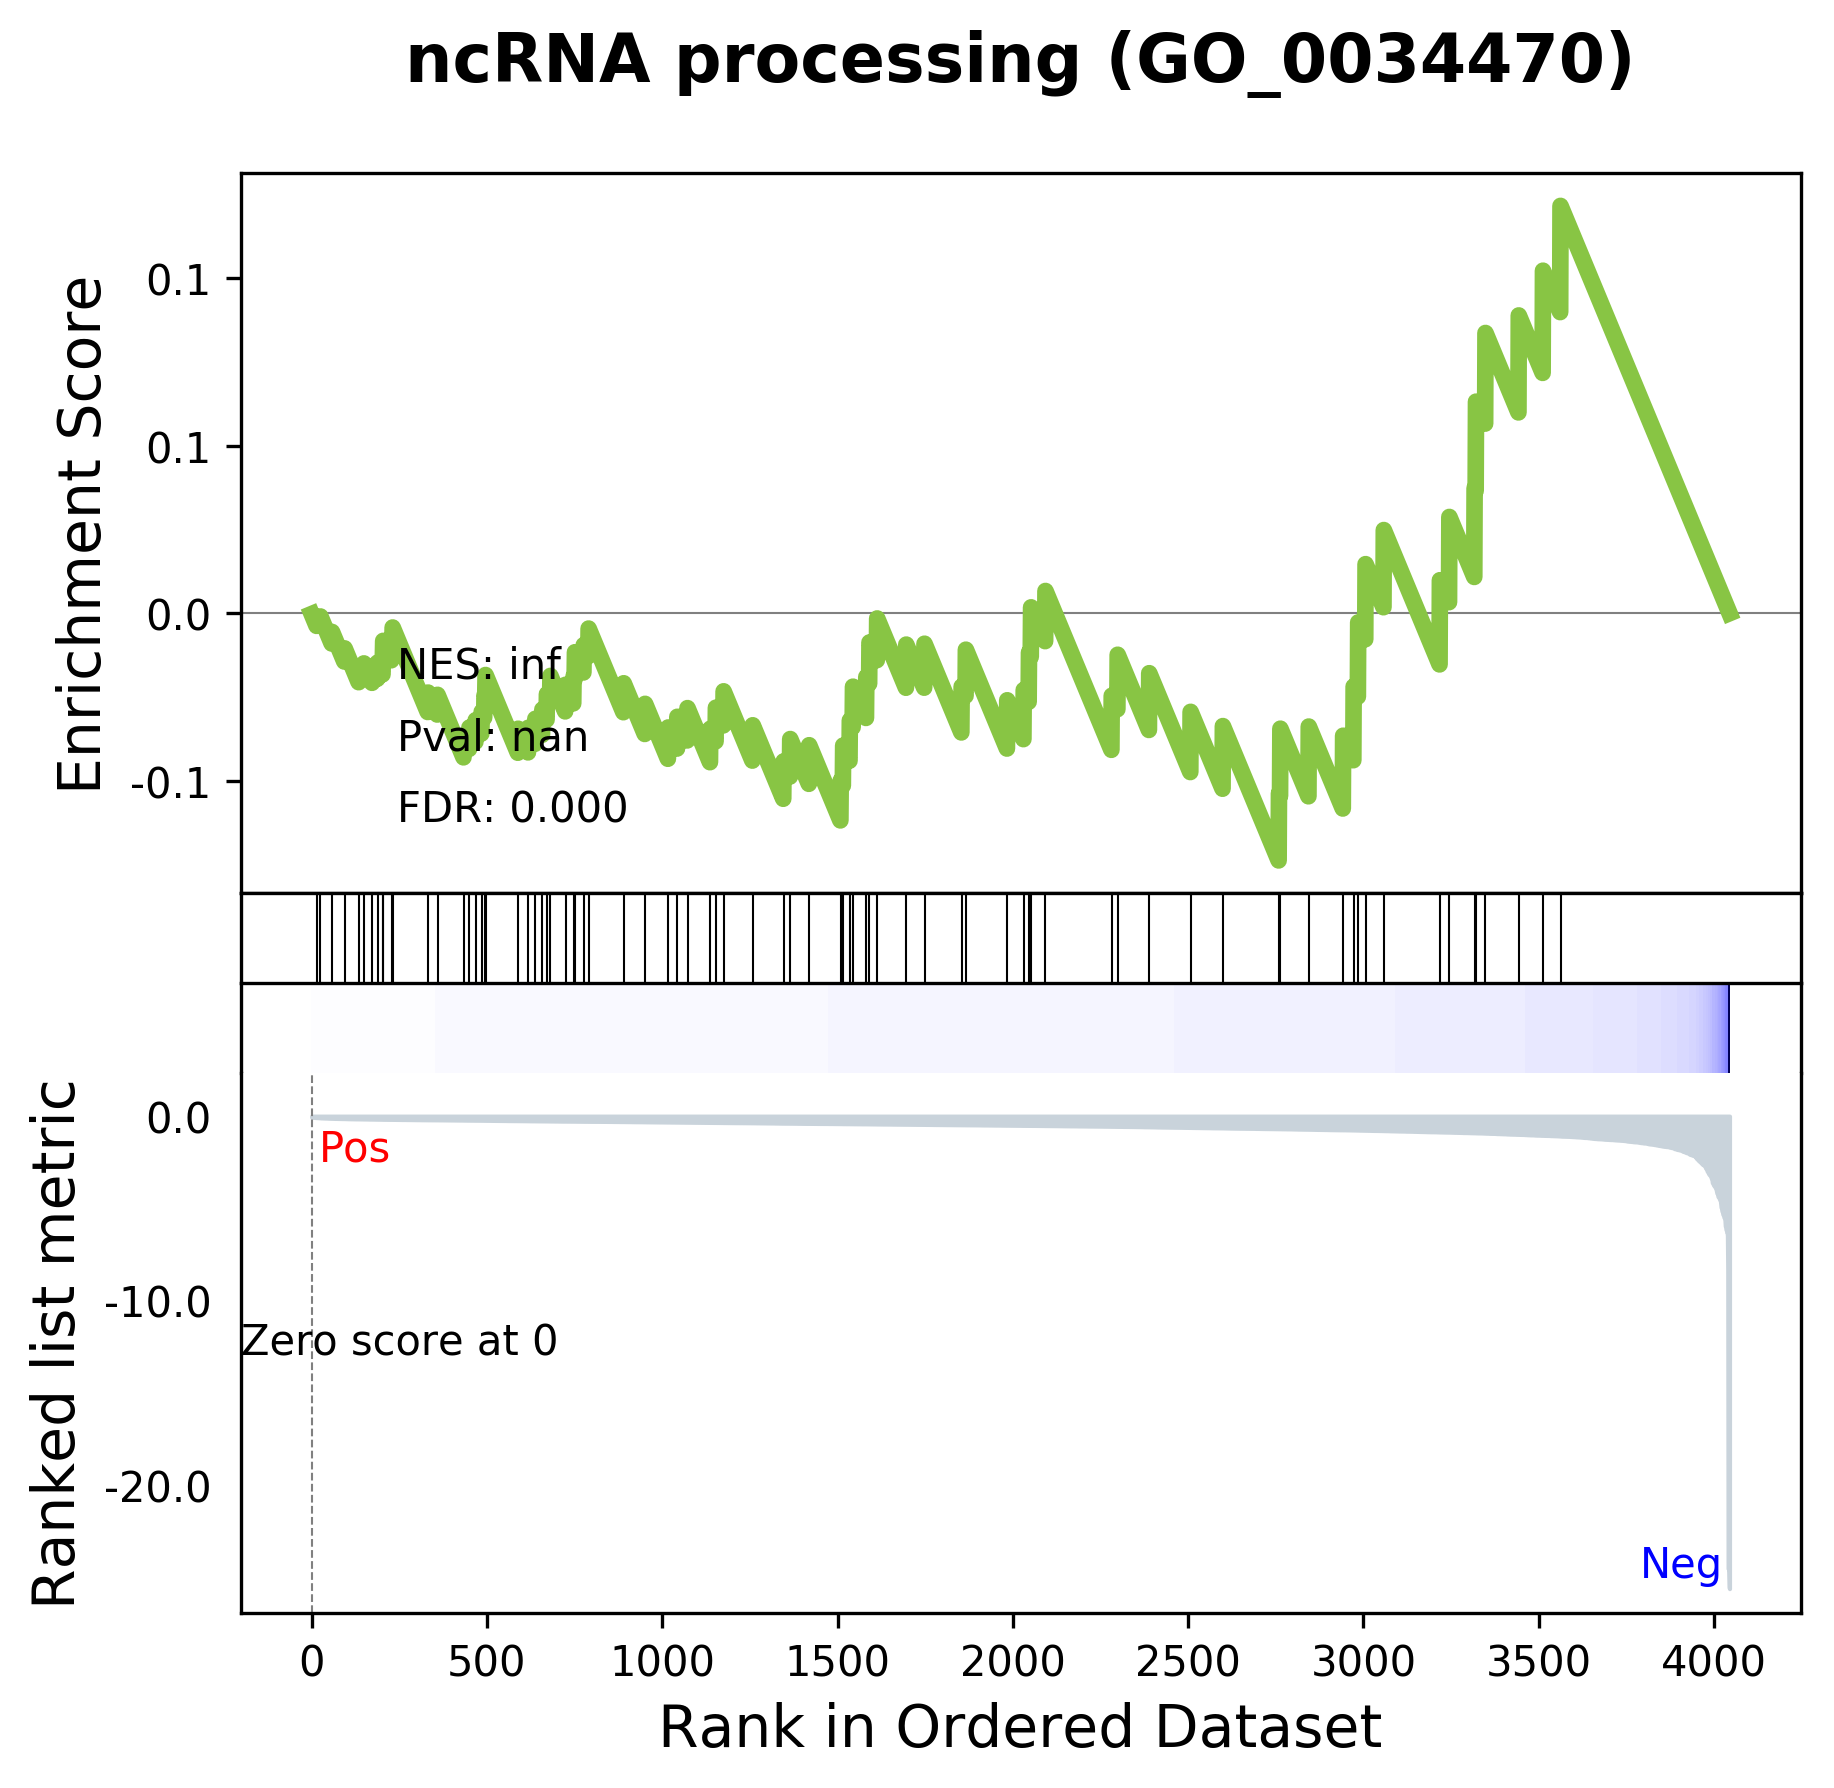 ncRNA processing (GO_0034470)
Enrichment Score
0.1
0.1
0.0
-0.1
NES: inf
Pval: nan
FDR: 0.000
Ranked list metric
0.0
-10.0
-20.0
Pos
Zero score at 0
Neg
0 500 1000 1500 2000 2500 3000 3500 4000
Rank in Ordered Dataset